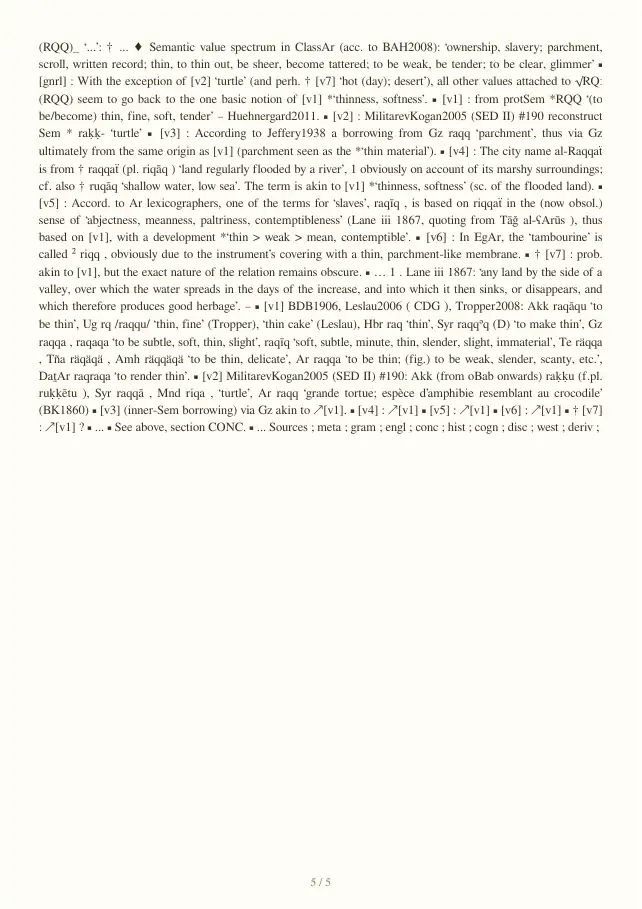 (RQQ)_ ‘...’: † ... ♦ Semantic value spectrum in ClassAr (acc. to BAH2008): ‘ownership, slavery; parchment,
scroll, written record; thin, to thin out, be sheer, become tattered; to be weak, be tender; to be clear, glimmer’ ▪
[gnrl] : With the exception of [v2] ‘turtle’ (and perh. † [v7] ‘hot (day); desert’), all other values attached to √RQ:
(RQQ) seem to go back to the one basic notion of [v1] *‘thinness, softness’. ▪ [v1] : from protSem *RQQ ‘(to
be/become) thin, fine, soft, tender’ – Huehnergard2011. ▪ [v2] : MilitarevKogan2005 (SED II) #190 reconstruct
Sem * raḳḳ- ‘turtle’ ▪ [v3] : According to Jeffery1938 a borrowing from Gz raqq ‘parchment’, thus via Gz
ultimately from the same origin as [v1] (parchment seen as the *‘thin material’). ▪ [v4] : The city name al-Raqqaẗ
is from † raqqaẗ (pl. riqāq ) ‘land regularly flooded by a river’, 1 obviously on account of its marshy surroundings;
cf. also † ruqāq ‘shallow water, low sea’. The term is akin to [v1] *‘thinness, softness’ (sc. of the flooded land). ▪
[v5] : Accord. to Ar lexicographers, one of the terms for ‘slaves’, raqīq , is based on riqqaẗ in the (now obsol.)
sense of ‘abjectness, meanness, paltriness, contemptibleness’ (Lane iii 1867, quoting from Tāǧ al-ʕArūs ), thus
based on [v1], with a development *‘thin > weak > mean, contemptible’. ▪ [v6] : In EgAr, the ‘tambourine’ is
called ² riqq , obviously due to the instrument’s covering with a thin, parchment-like membrane. ▪ † [v7] : prob.
akin to [v1], but the exact nature of the relation remains obscure. ▪ … 1 . Lane iii 1867: ‘any land by the side of a
valley, over which the water spreads in the days of the increase, and into which it then sinks, or disappears, and
which therefore produces good herbage’. – ▪ [v1] BDB1906, Leslau2006 ( CDG ), Tropper2008: Akk raqāqu ‘to
be thin’, Ug rq /raqqu/ ‘thin, fine’ (Tropper), ‘thin cake’ (Leslau), Hbr raq ‘thin’, Syr raqqᵊq (D) ‘to make thin’, Gz
raqqa , raqaqa ‘to be subtle, soft, thin, slight’, raqīq ‘soft, subtle, minute, thin, slender, slight, immaterial’, Te räqqa
, Tña räqäqä , Amh räqqäqä ‘to be thin, delicate’, Ar raqqa ‘to be thin; (fig.) to be weak, slender, scanty, etc.’,
DaṯAr raqraqa ‘to render thin’. ▪ [v2] MilitarevKogan2005 (SED II) #190: Akk (from oBab onwards) raḳḳu (f.pl.
ruḳḳētu ), Syr raqqā , Mnd riqa , ‘turtle’, Ar raqq ‘grande tortue; espèce d’amphibie resemblant au crocodile’
(BK1860) ▪ [v3] (inner-Sem borrowing) via Gz akin to ↗[v1]. ▪ [v4] : ↗[v1] ▪ [v5] : ↗[v1] ▪ [v6] : ↗[v1] ▪ † [v7]
: ↗[v1] ? ▪ ... ▪ See above, section CONC. ▪ ... Sources ; meta ; gram ; engl ; conc ; hist ; cogn ; disc ; west ; deriv ;
5 / 5